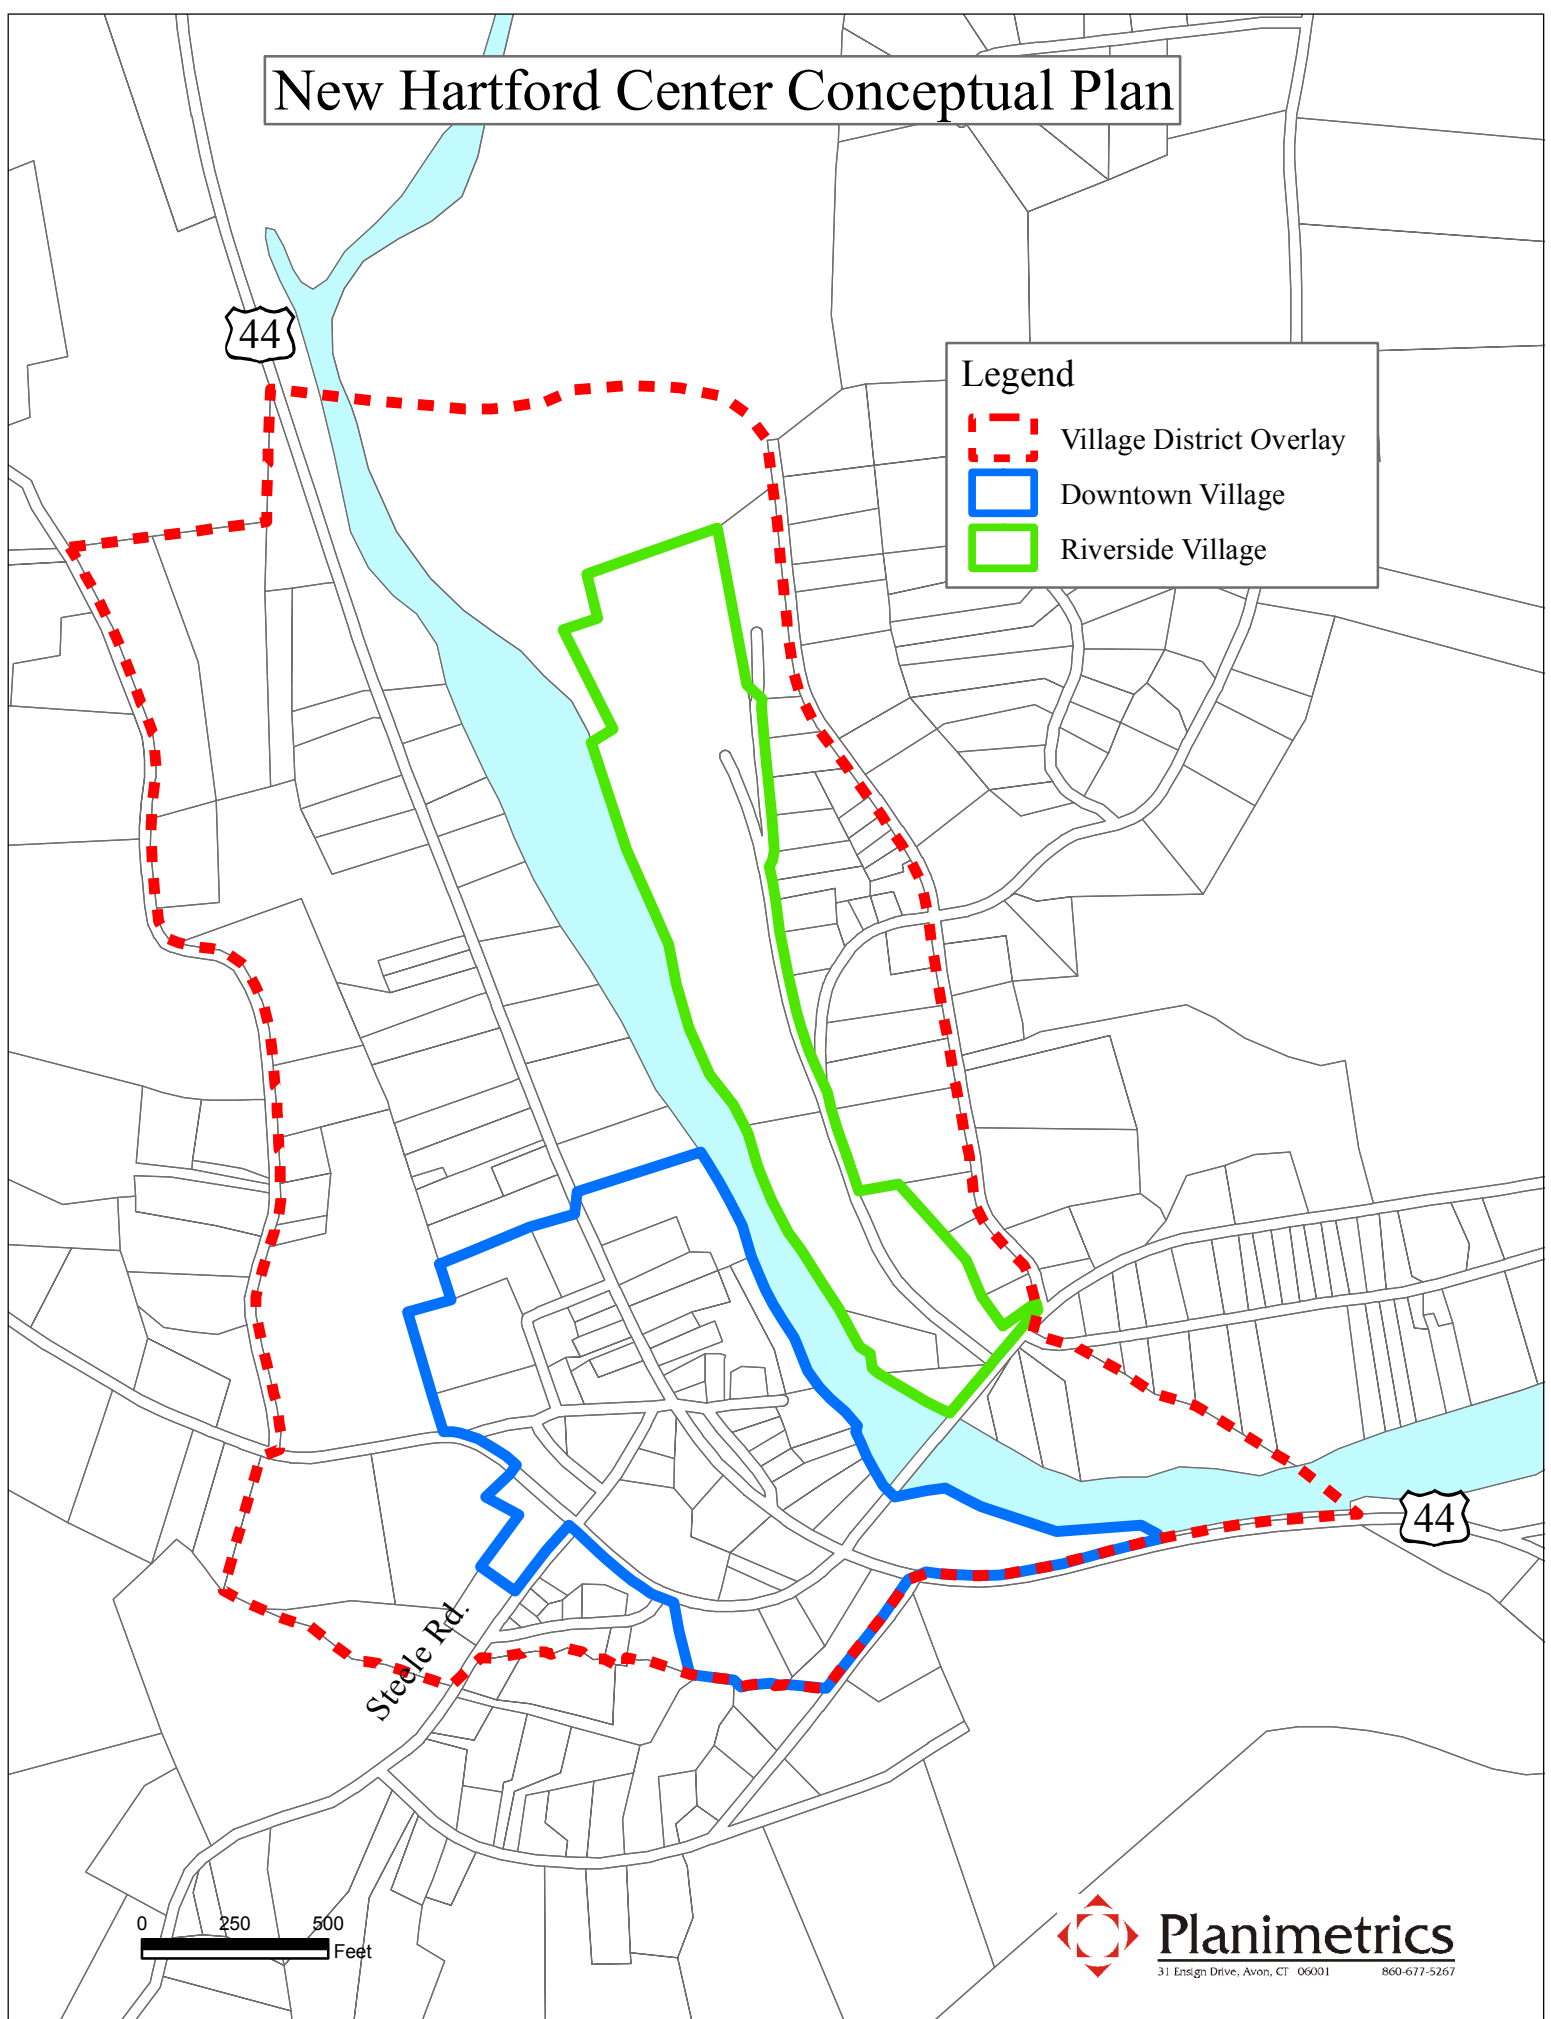 New Hartford Center Conceptual Plan
44
Legend
Village District Overlay
Downtown Village
Riverside Village
44
Steele Rd.
0 250 500
Feet
Planimetrics
31 Ensign Drive, Avon, CT 06001 860-677-5267